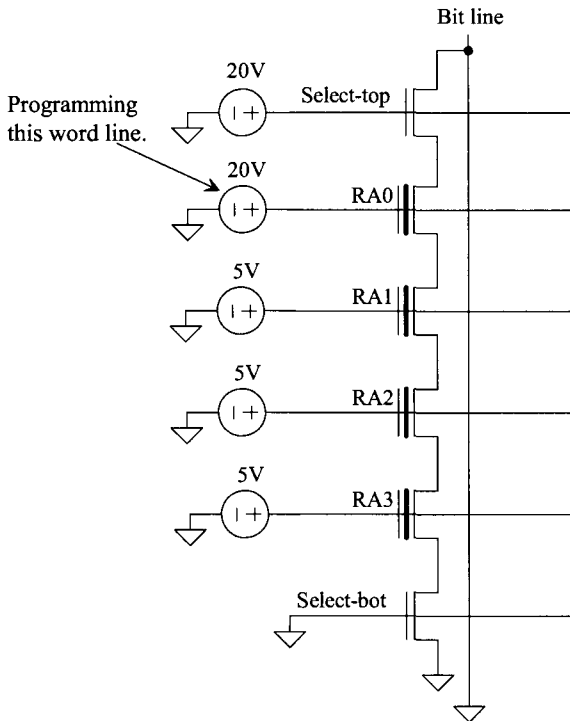 Bit line
20V
Select-top
Programming
this word line.
20V
RA0
5V
RA1
5V
RA2
5V
RA3
Select-bot